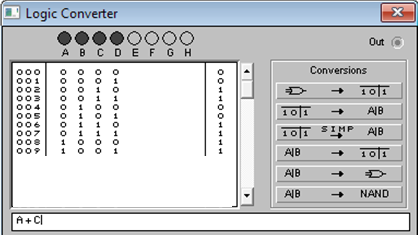 Logic Converter
A B C D E F G H
Out
000 0 0 0 0 0
001 0 0 0 1 0
002 0 0 1 0 1
003 0 0 1 1 1
004 0 1 0 0 0
005 0 1 0 1 0
006 0 1 1 0 1
007 0 1 1 1 1
008 1 0 0 0 1
009 1 0 0 1 1
Conversions
→ 1 0 1
1 0 1 → A|B
1 0 1 SIMP → A|B
A|B → 1 0 1
A|B →
A|B → NAND
A+C